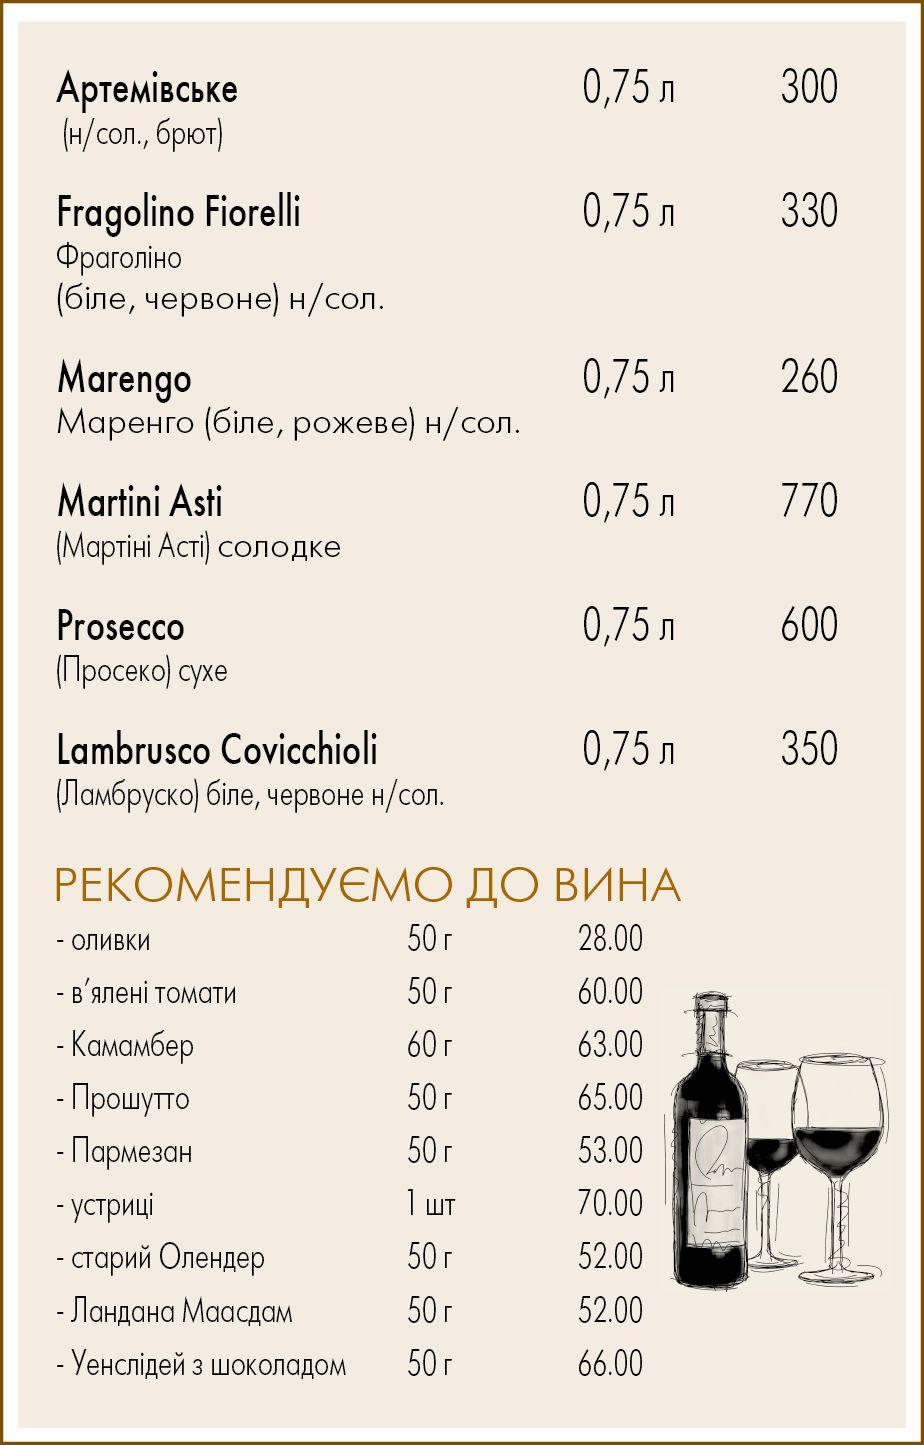 Артемівське 0,75 л 300
(н/сол., брют)
Fragolino Fiorelli 0,75 л 330
Фраголіно
(біле, червоне) н/сол.
Marengo 0,75 л 260
Маренго (біле, рожеве) н/сол.
Martini Asti 0,75 л 770
(Мартіні Асті) солодке
Prosecco 0,75 л 600
(Просеко) сухе
Lambrusco Covicchioli 0,75 л 350
(Ламбруско) біле, червоне н/сол.
РЕКОМЕНДУЄМО ДО ВИНА
- оливки 50 г 28.00
- в’ялені томати 50 г 60.00
- Камамбер 60 г 63.00
- Прошутто 50 г 65.00
- Пармезан 50 г 53.00
- устриці 1 шт 70.00
- старий Олендер 50 г 52.00
- Ландана Маасдам 50 г 52.00
- Уенслідей з шоколадом 50 г 66.00